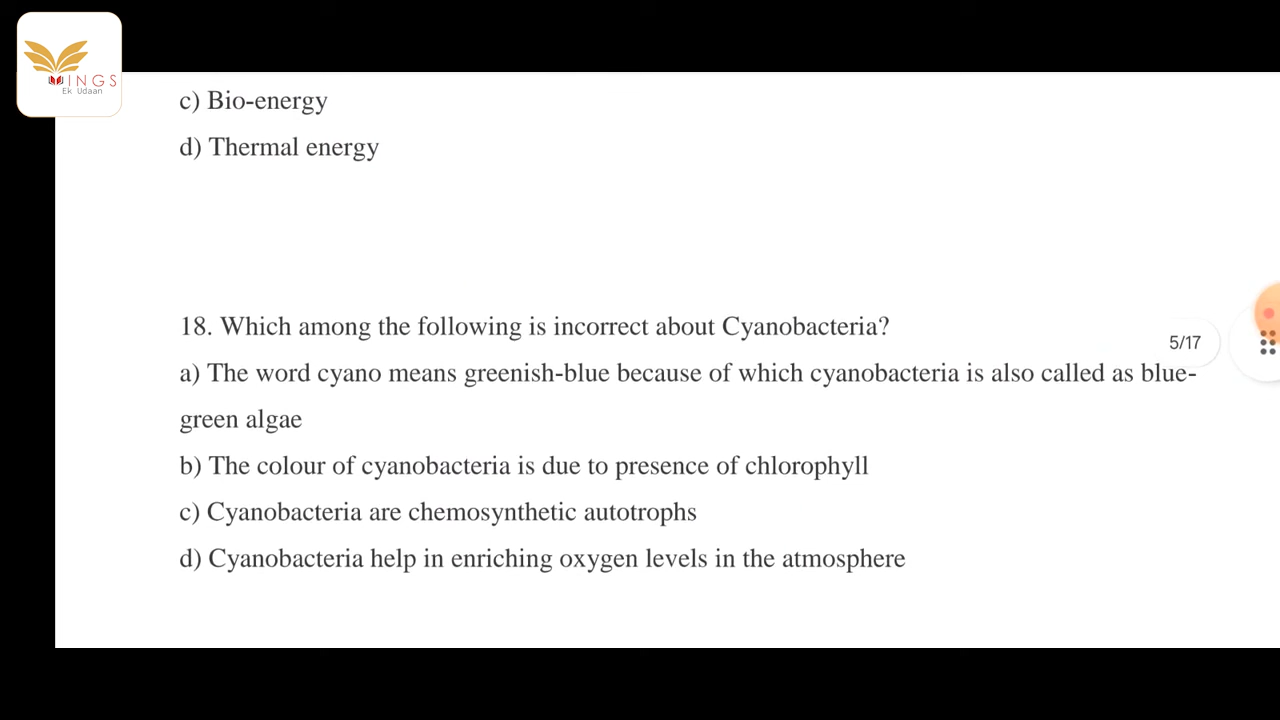 WINGS
Ek Udaan
c) Bio-energy
d) Thermal energy
18. Which among the following is incorrect about Cyanobacteria?
5/17
a) The word cyano means greenish-blue because of which cyanobacteria is also called as blue-
green algae
b) The colour of cyanobacteria is due to presence of chlorophyll
c) Cyanobacteria are chemosynthetic autotrophs
d) Cyanobacteria help in enriching oxygen levels in the atmosphere